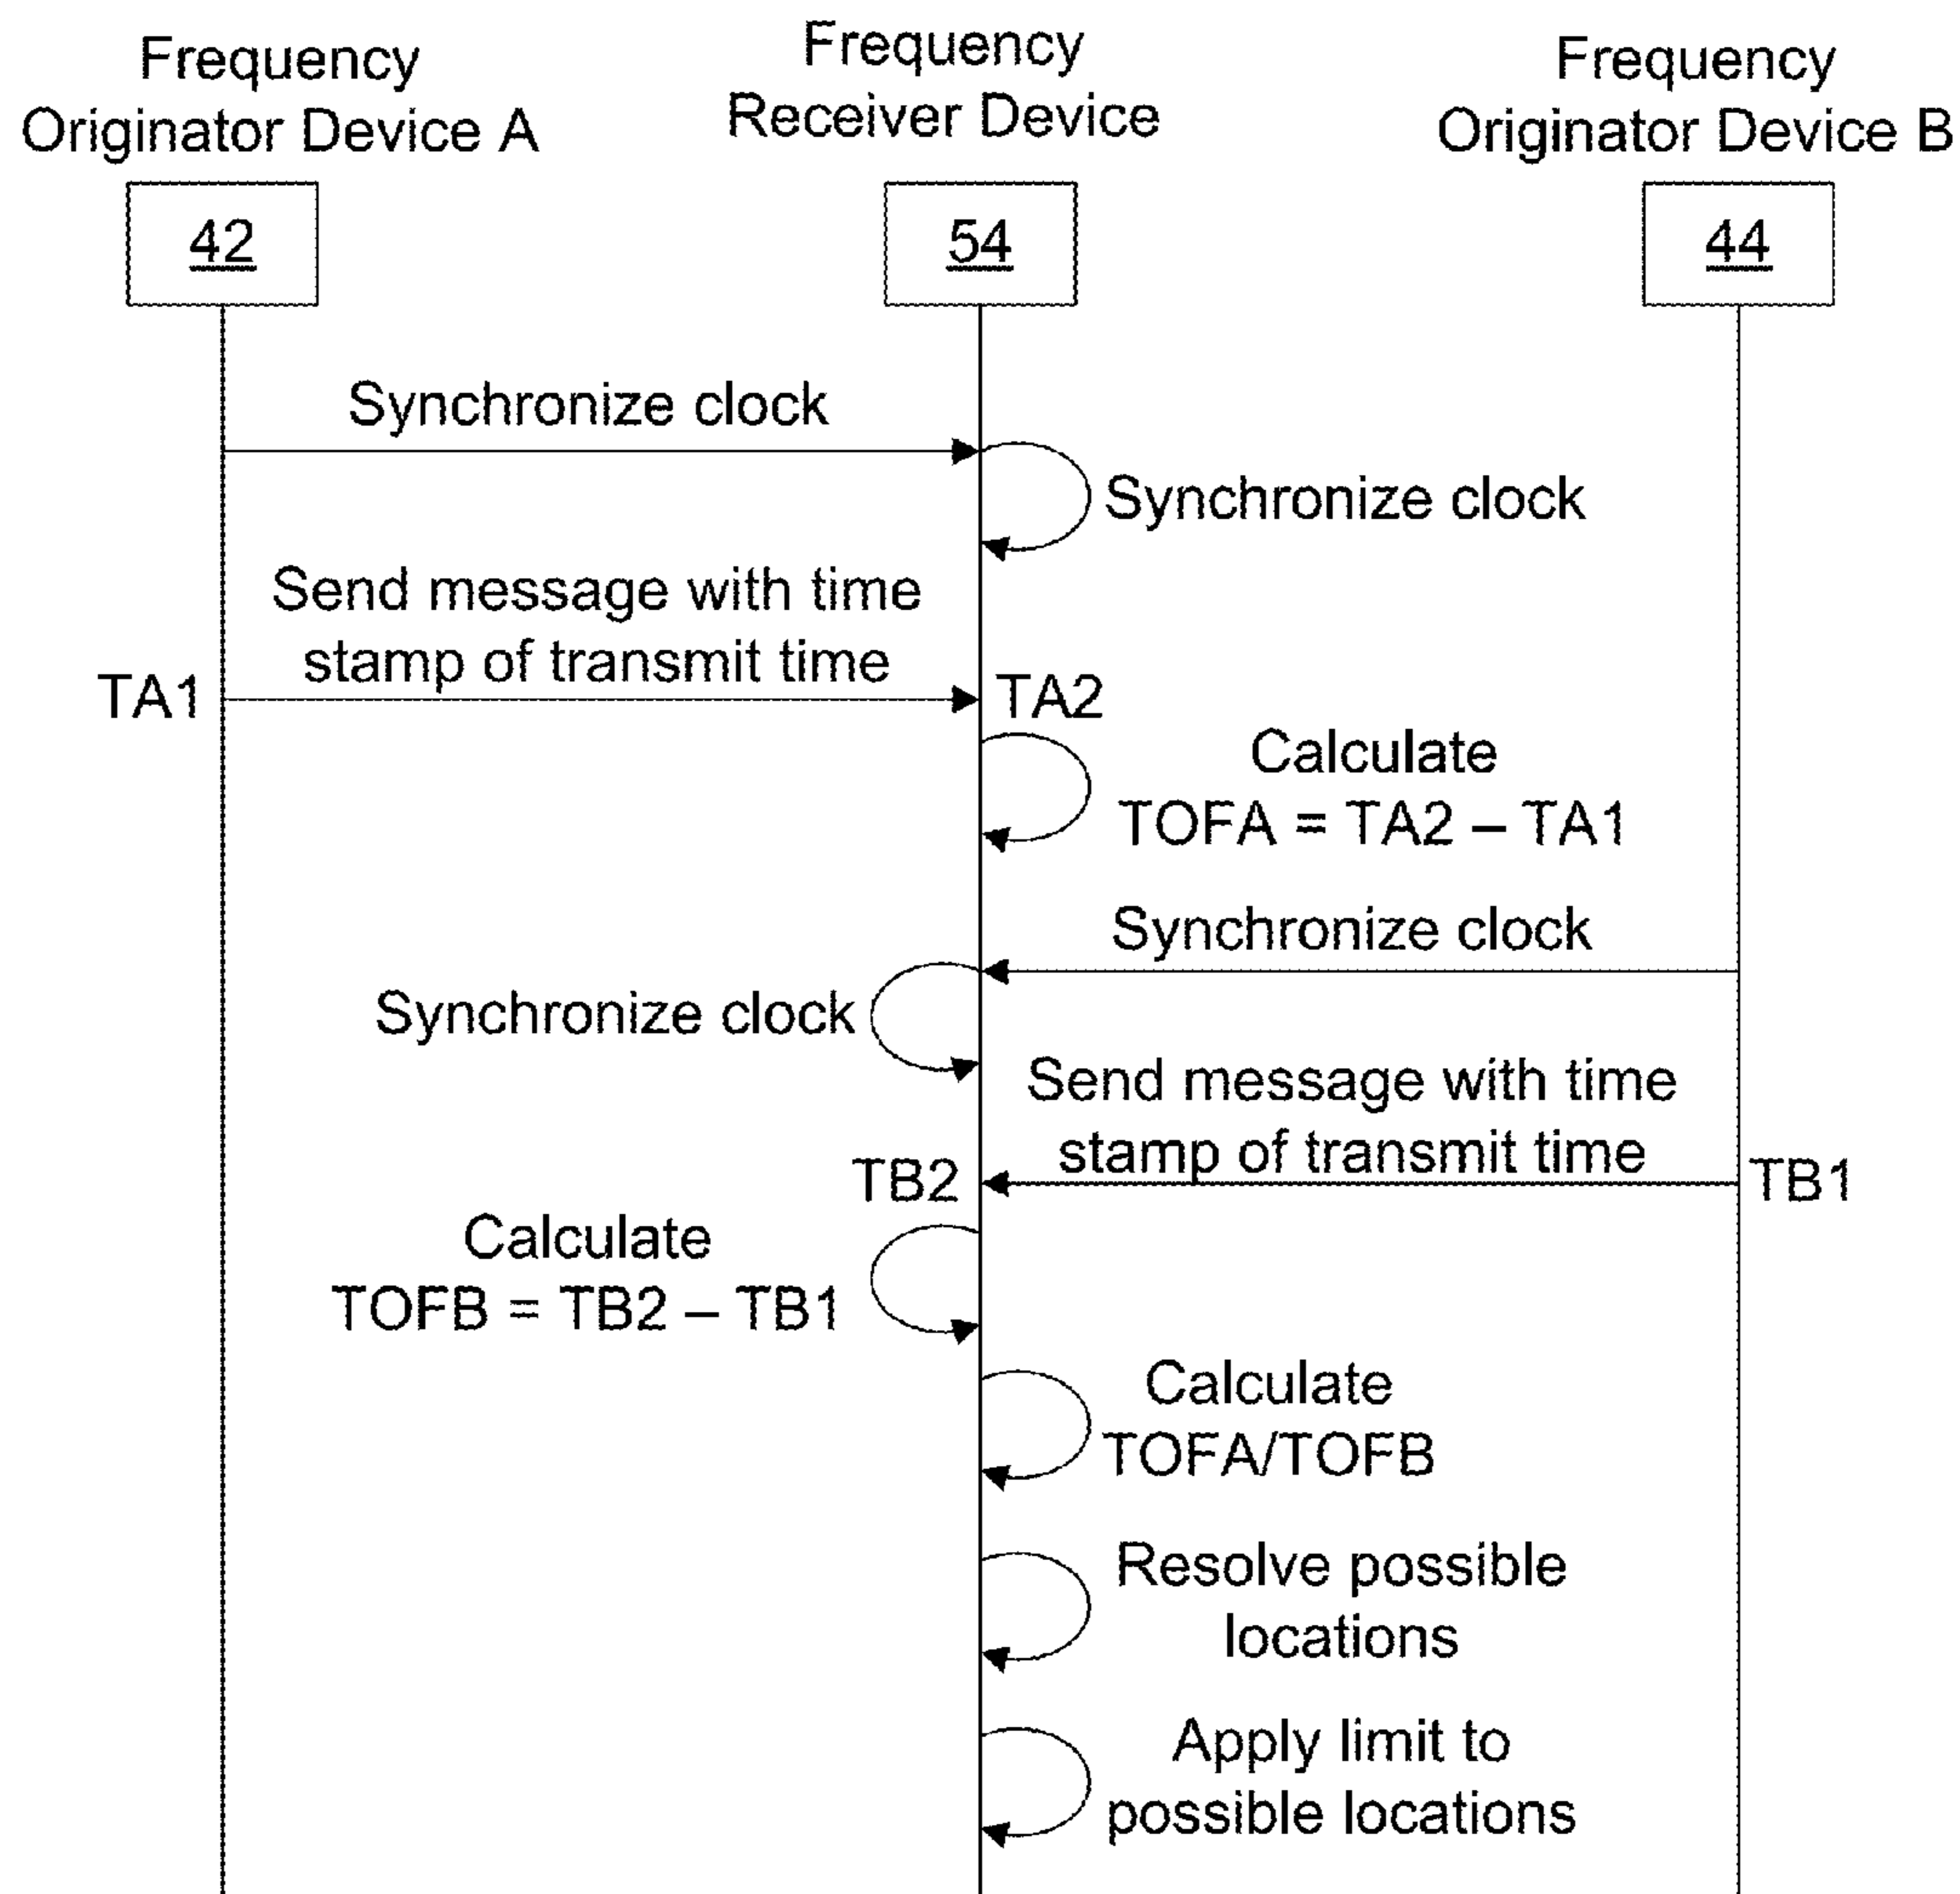 Frequency
Originator Device A
Frequency
Receiver Device
Frequency
Originator Device B
42
54
44
Synchronize clock
Synchronize clock
Send message with time
stamp of transmit time
TA1
TA2
Calculate
TOFA = TA2 – TA1
Synchronize clock
Synchronize clock
Send message with time
stamp of transmit time
TB2
TB1
Calculate
TOFB = TB2 – TB1
Calculate
TOFA/TOFB
Resolve possible
locations
Apply limit to
possible locations